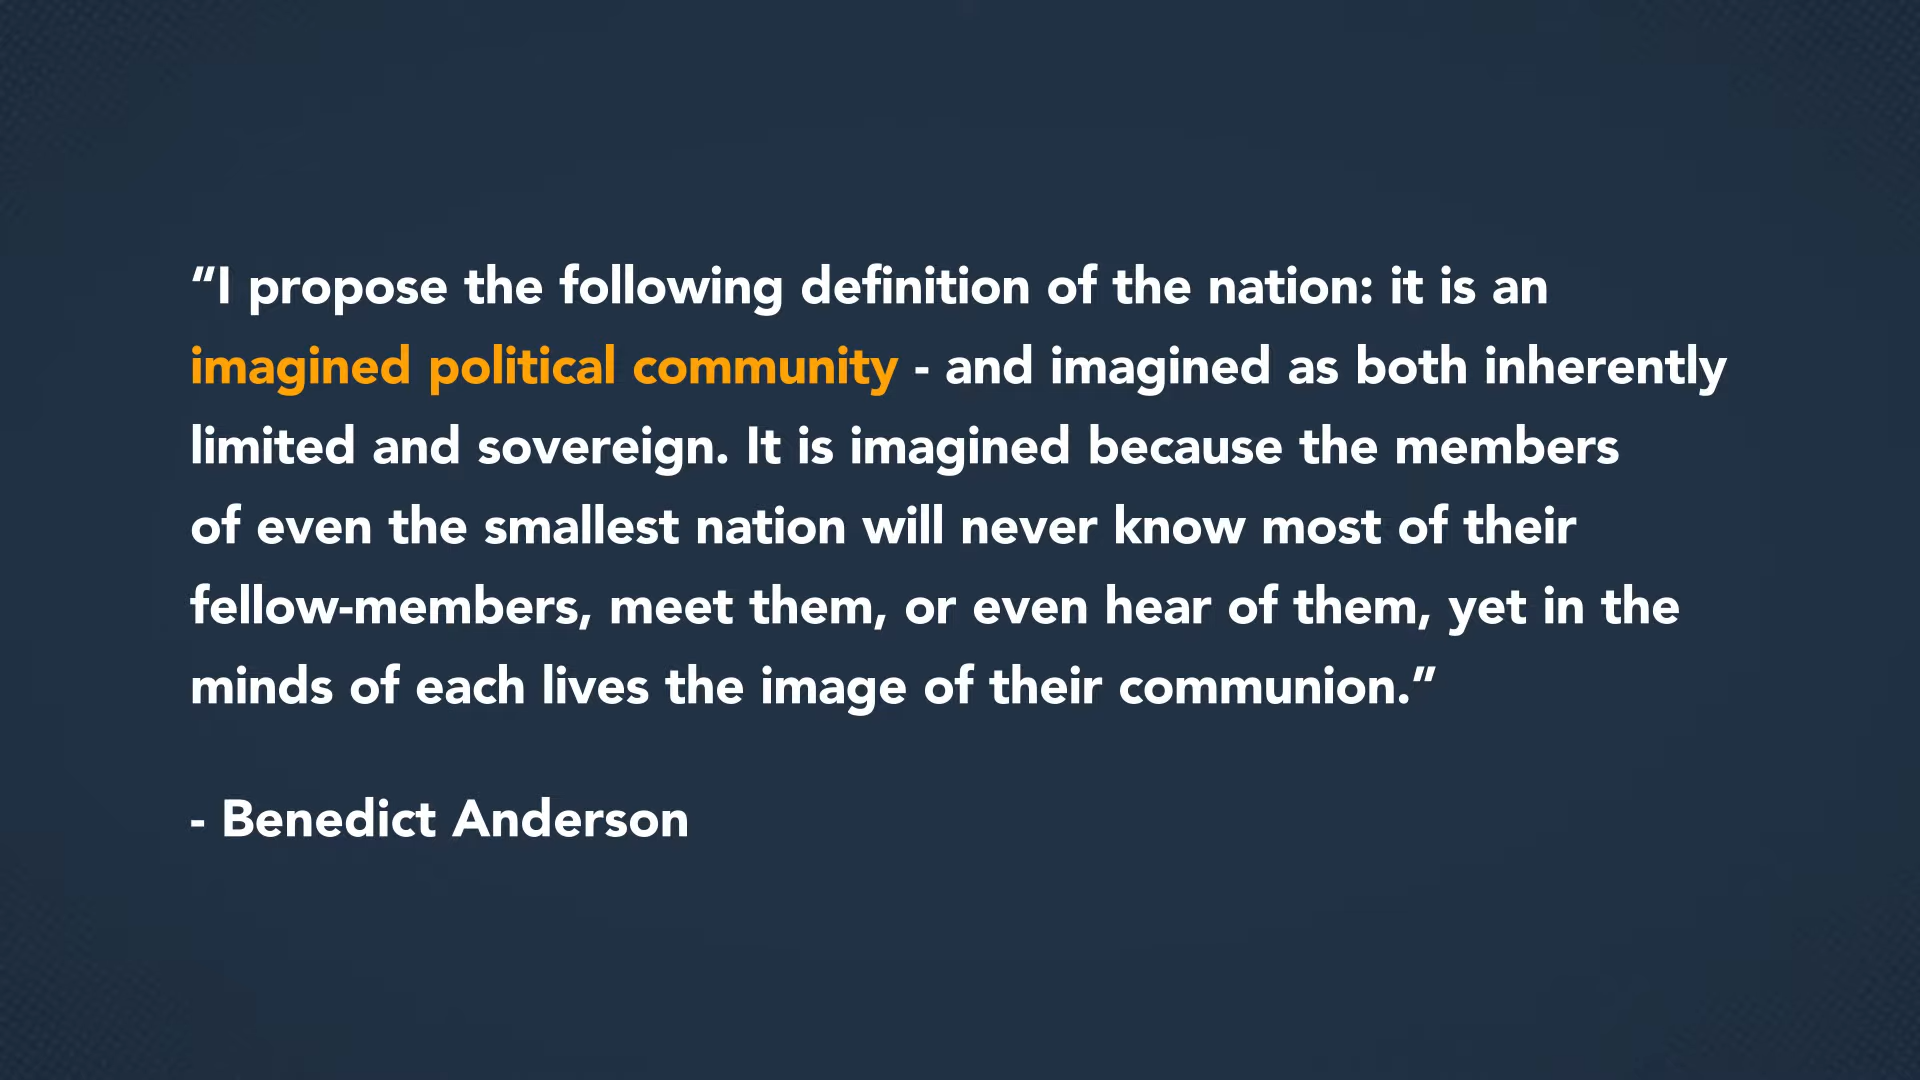 “I propose the following definition of the nation: it is an
imagined political community - and imagined as both inherently
limited and sovereign. It is imagined because the members
of even the smallest nation will never know most of their
fellow-members, meet them, or even hear of them, yet in the
minds of each lives the image of their communion.”
- Benedict Anderson